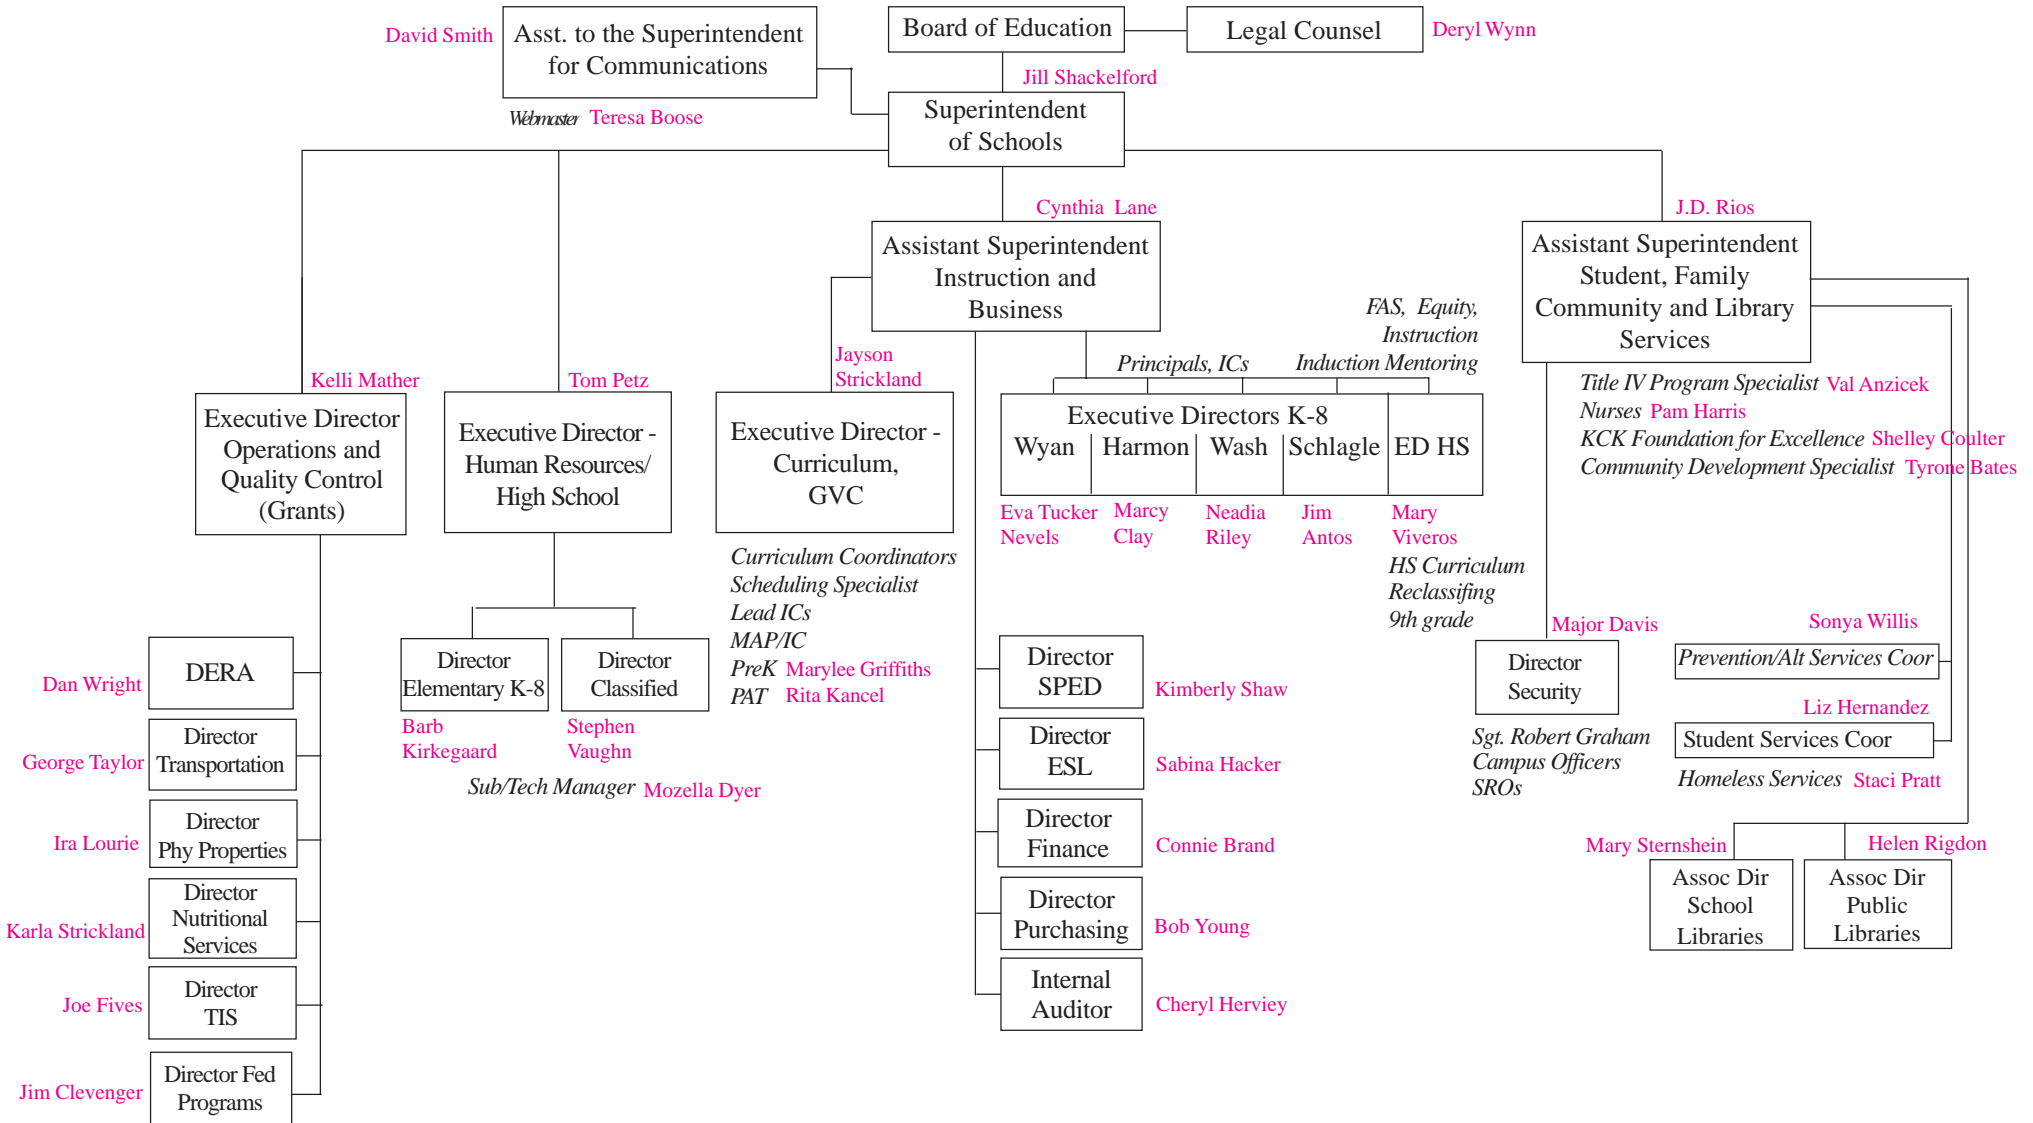 David Smith
Asst. to the Superintendent
for Communications
Webmaster Teresa Boose
Board of Education
Legal Counsel
Deryl Wynn
Jill Shackelford
Superintendent
of Schools
Cynthia Lane
Assistant Superintendent
Instruction and
Business
J.D. Rios
Assistant Superintendent
Student, Family
Community and Library
Services
Title IV Program Specialist Val Anzicek
Nurses Pam Harris
KCK Foundation for Excellence Shelley Coulter
Community Development Specialist Tyrone Bates
Kelli Mather
Executive Director
Operations and
Quality Control
(Grants)
Tom Petz
Executive Director -
Human Resources/
High School
Jayson
Strickland
Executive Director -
Curriculum,
GVC
Curriculum Coordinators
Scheduling Specialist
Lead ICs
MAP/IC
PreK Marylee Griffiths
PAT Rita Kancel
FAS, Equity,
Instruction
Induction Mentoring
Principals, ICs
Executive Directors K-8
Wyan Harmon Wash Schlagle ED HS
Eva Tucker
Nevels
Marcy
Clay
Neadia
Riley
Jim
Antos
Mary
Viveros
HS Curriculum
Reclassifing
9th grade
Dan Wright
DERA
George Taylor
Director
Transportation
Ira Lourie
Director
Phy Properties
Karla Strickland
Director
Nutritional
Services
Joe Fives
Director
TIS
Jim Clevenger
Director Fed
Programs
Director
Elementary K-8
Barb
Kirkegaard
Director
Classified
Stephen
Vaughn
Sub/Tech Manager Mozella Dyer
Director
SPED
Kimberly Shaw
Director
ESL
Sabina Hacker
Director
Finance
Connie Brand
Director
Purchasing
Bob Young
Internal
Auditor
Cheryl Herviey
Major Davis
Director
Security
Sgt. Robert Graham
Campus Officers
SROs
Sonya Willis
Prevention/Alt Services Coor
Liz Hernandez
Student Services Coor
Homeless Services Staci Pratt
Mary Sternshein
Assoc Dir
School
Libraries
Helen Rigdon
Assoc Dir
Public
Libraries